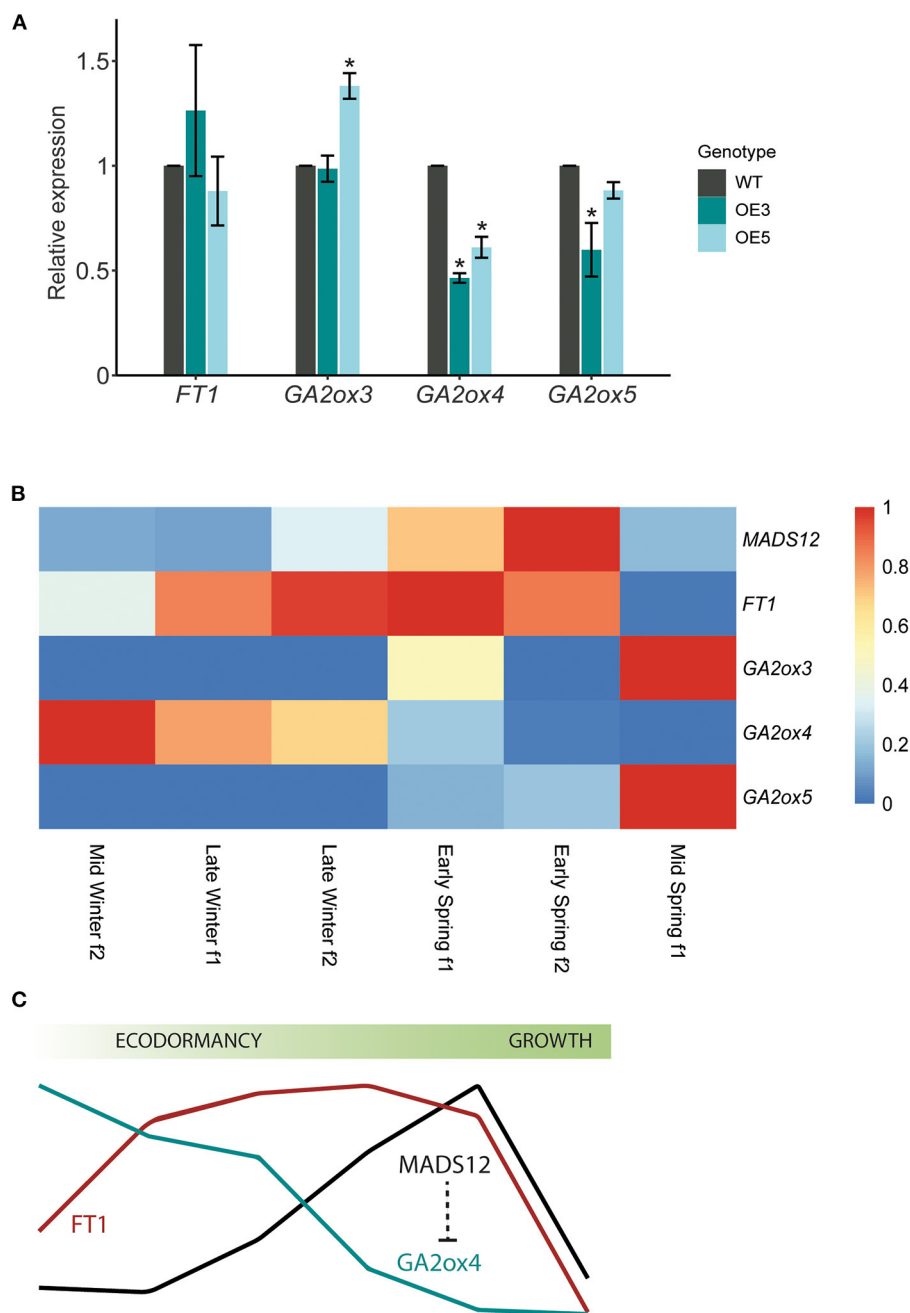 A
Relative expression
1.5
1
0.5
0
*
*
*
*
FT1
GA2ox3
GA2ox4
GA2ox5
Genotype
WT
OE3
OE5
B
MADS12
FT1
GA2ox3
GA2ox4
GA2ox5
1
0.8
0.6
0.4
0.2
0
Mid Winter f2
Late Winter f1
Late Winter f2
Early Spring f1
Early Spring f2
Mid Spring f1
C
ECODORMANCY
GROWTH
MADS12
FT1
GA2ox4